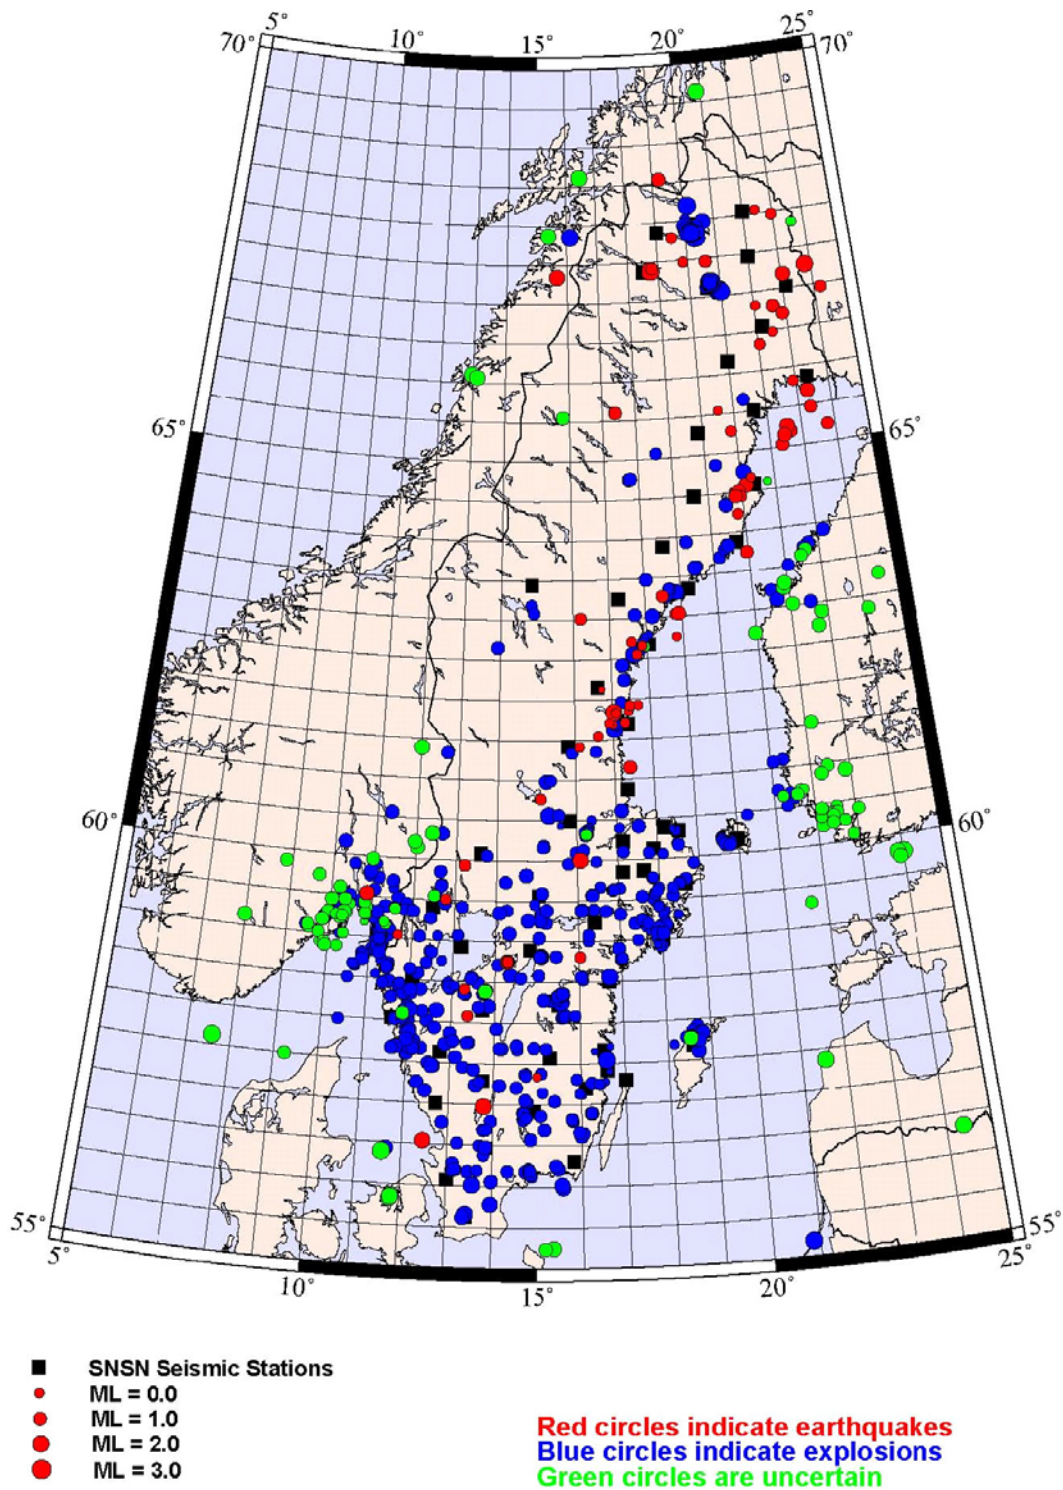 5° 10° 15° 20° 25°
70° 70°
65° 65°
60° 60°
55° 55°
5° 10° 15° 20° 25°
SNSN Seismic Stations
ML = 0.0
ML = 1.0
ML = 2.0
ML = 3.0
Red circles indicate earthquakes
Blue circles indicate explosions
Green circles are uncertain